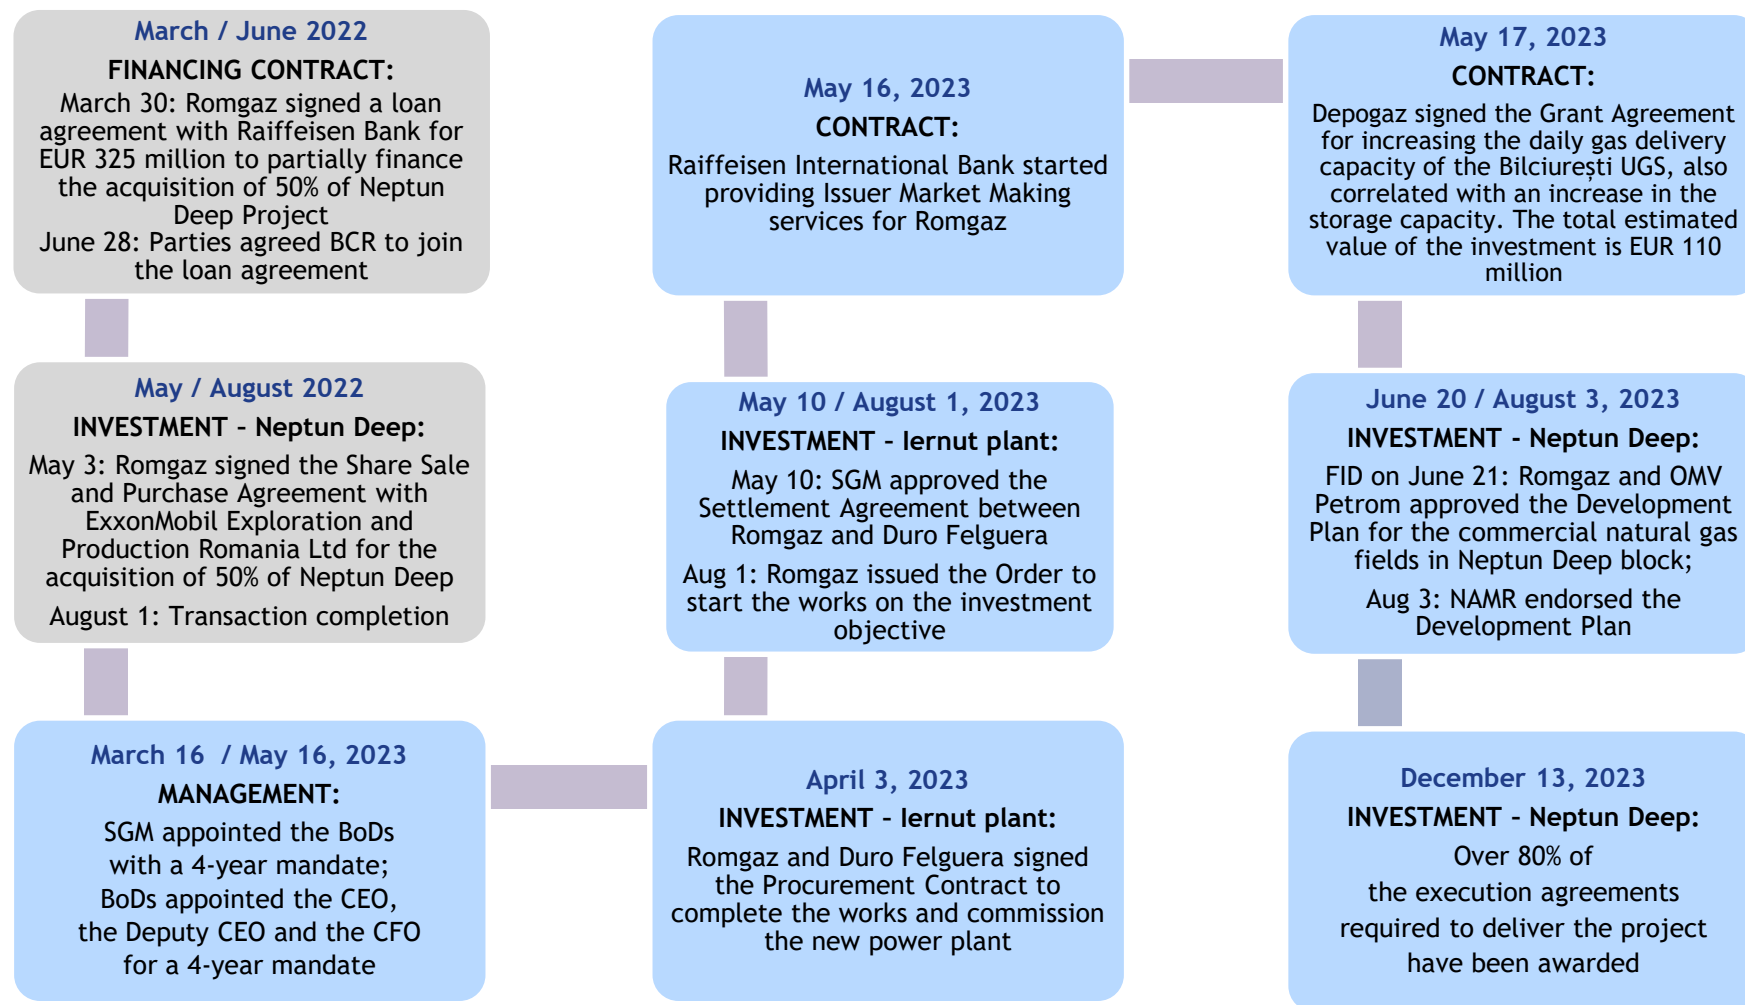 March / June 2022
FINANCING CONTRACT:
March 30: Romgaz signed a loan
agreement with Raiffeisen Bank for
EUR 325 million to partially finance
the acquisition of 50% of Neptun
Deep Project
June 28: Parties agreed BCR to join
the loan agreement
May / August 2022
INVESTMENT – Neptun Deep:
May 3: Romgaz signed the Share Sale
and Purchase Agreement with
ExxonMobil Exploration and
Production Romania Ltd for the
acquisition of 50% of Neptun Deep
August 1: Transaction completion
March 16 / May 16, 2023
MANAGEMENT:
SGM appointed the BoDs
with a 4-year mandate;
BoDs appointed the CEO,
the Deputy CEO and the CFO
for a 4-year mandate
April 3, 2023
INVESTMENT – Iernut plant:
Romgaz and Duro Felguera signed
the Procurement Contract to
complete the works and commission
the new power plant
May 10 / August 1, 2023
INVESTMENT – Iernut plant:
May 10: SGM approved the
Settlement Agreement between
Romgaz and Duro Felguera
Aug 1: Romgaz issued the Order to
start the works on the investment
objective
May 16, 2023
CONTRACT:
Raiffeisen International Bank started
providing Issuer Market Making
services for Romgaz
May 17, 2023
CONTRACT:
Depogaz signed the Grant Agreement
for increasing the daily gas delivery
capacity of the Bilciurești UGS, also
correlated with an increase in the
storage capacity. The total estimated
value of the investment is EUR 110
million
June 20 / August 3, 2023
INVESTMENT - Neptun Deep:
FID on June 21: Romgaz and OMV
Petrom approved the Development
Plan for the commercial natural gas
fields in Neptun Deep block;
Aug 3: NAMR endorsed the
Development Plan
December 13, 2023
INVESTMENT – Neptun Deep:
Over 80% of
the execution agreements
required to deliver the project
have been awarded